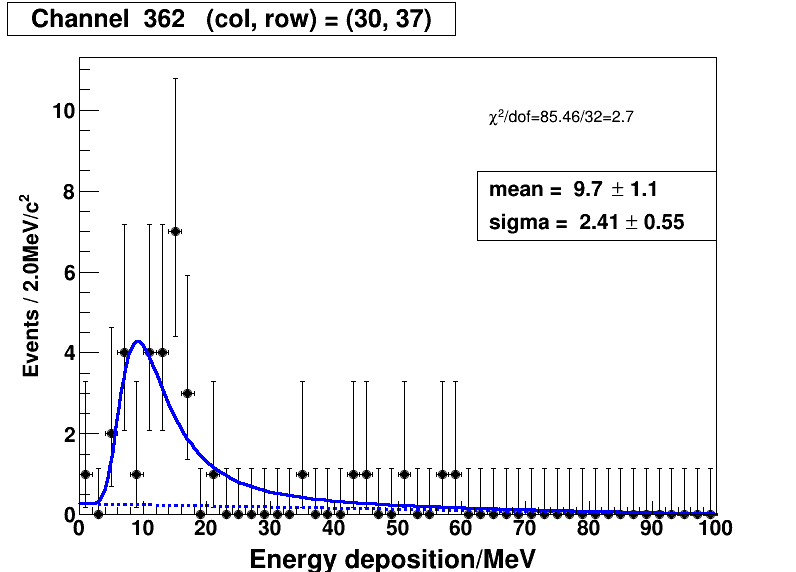 Channel 362 (col, row) = (30, 37)
χ²/dof=85.46/32=2.7
mean = 9.7 ± 1.1
sigma = 2.41 ± 0.55
Events / 2.0MeV/c²
10
8
6
4
2
0
0 10 20 30 40 50 60 70 80 90 100
Energy deposition/MeV